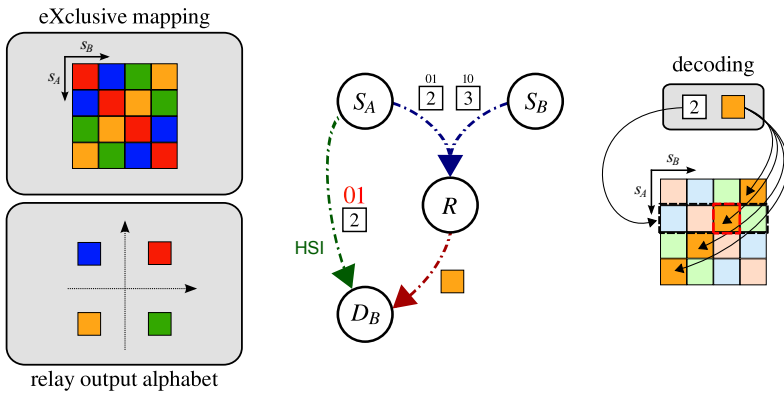 eXclusive mapping
s_B
s_A
relay output alphabet
S_A
01
2
10
3
S_B
R
01
2
HSI
D_B
decoding
2
s_B
s_A